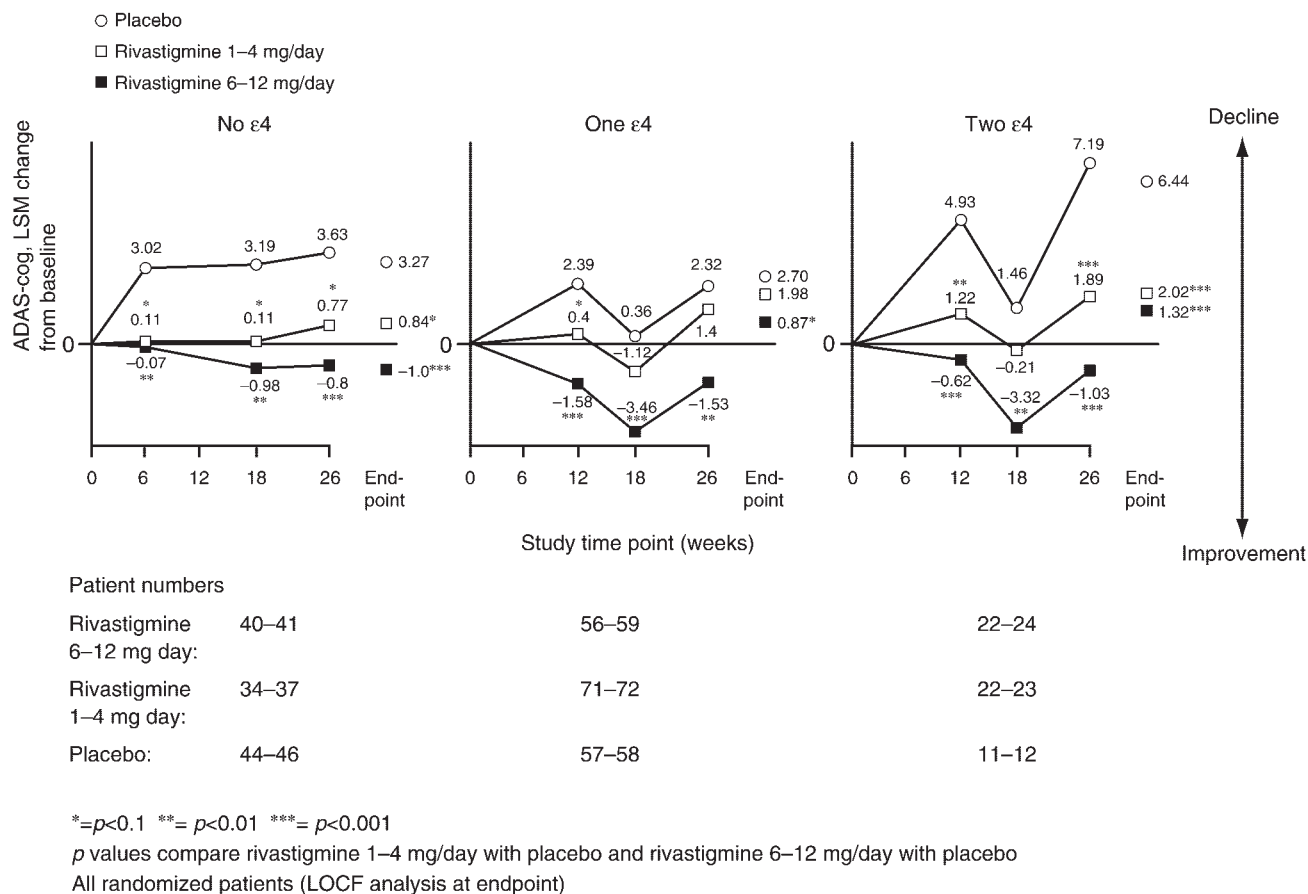 Placebo
Rivastigmine 1–4 mg/day
Rivastigmine 6–12 mg/day
No ε4
One ε4
Two ε4
Decline
ADAS-cog, LSM change
from baseline
0
3.02
3.19
3.63
3.27
*
0.11
*
0.11
*
0.77
0.84*
–0.07
**
–0.98
**
–0.8
***
–1.0***
0 6 12 18 26 End-
point
0
2.39
0.36
2.32
2.70
*
0.4
–1.12
1.4
1.98
–1.58
***
–3.46
***
–1.53
**
0.87*
0 6 12 18 26 End-
point
0
4.93
1.46
7.19
6.44
**
1.22
–0.21
***
1.89
2.02***
–0.62
***
–3.32
**
–1.03
***
1.32***
0 6 12 18 26 End-
point
Improvement
Study time point (weeks)
Patient numbers
Rivastigmine 40–41 56–59 22–24
6–12 mg day:
Rivastigmine 34–37 71–72 22–23
1–4 mg day:
Placebo: 44–46 57–58 11–12
*=p<0.1 **= p<0.01 ***= p<0.001
p values compare rivastigmine 1–4 mg/day with placebo and rivastigmine 6–12 mg/day with placebo
All randomized patients (LOCF analysis at endpoint)